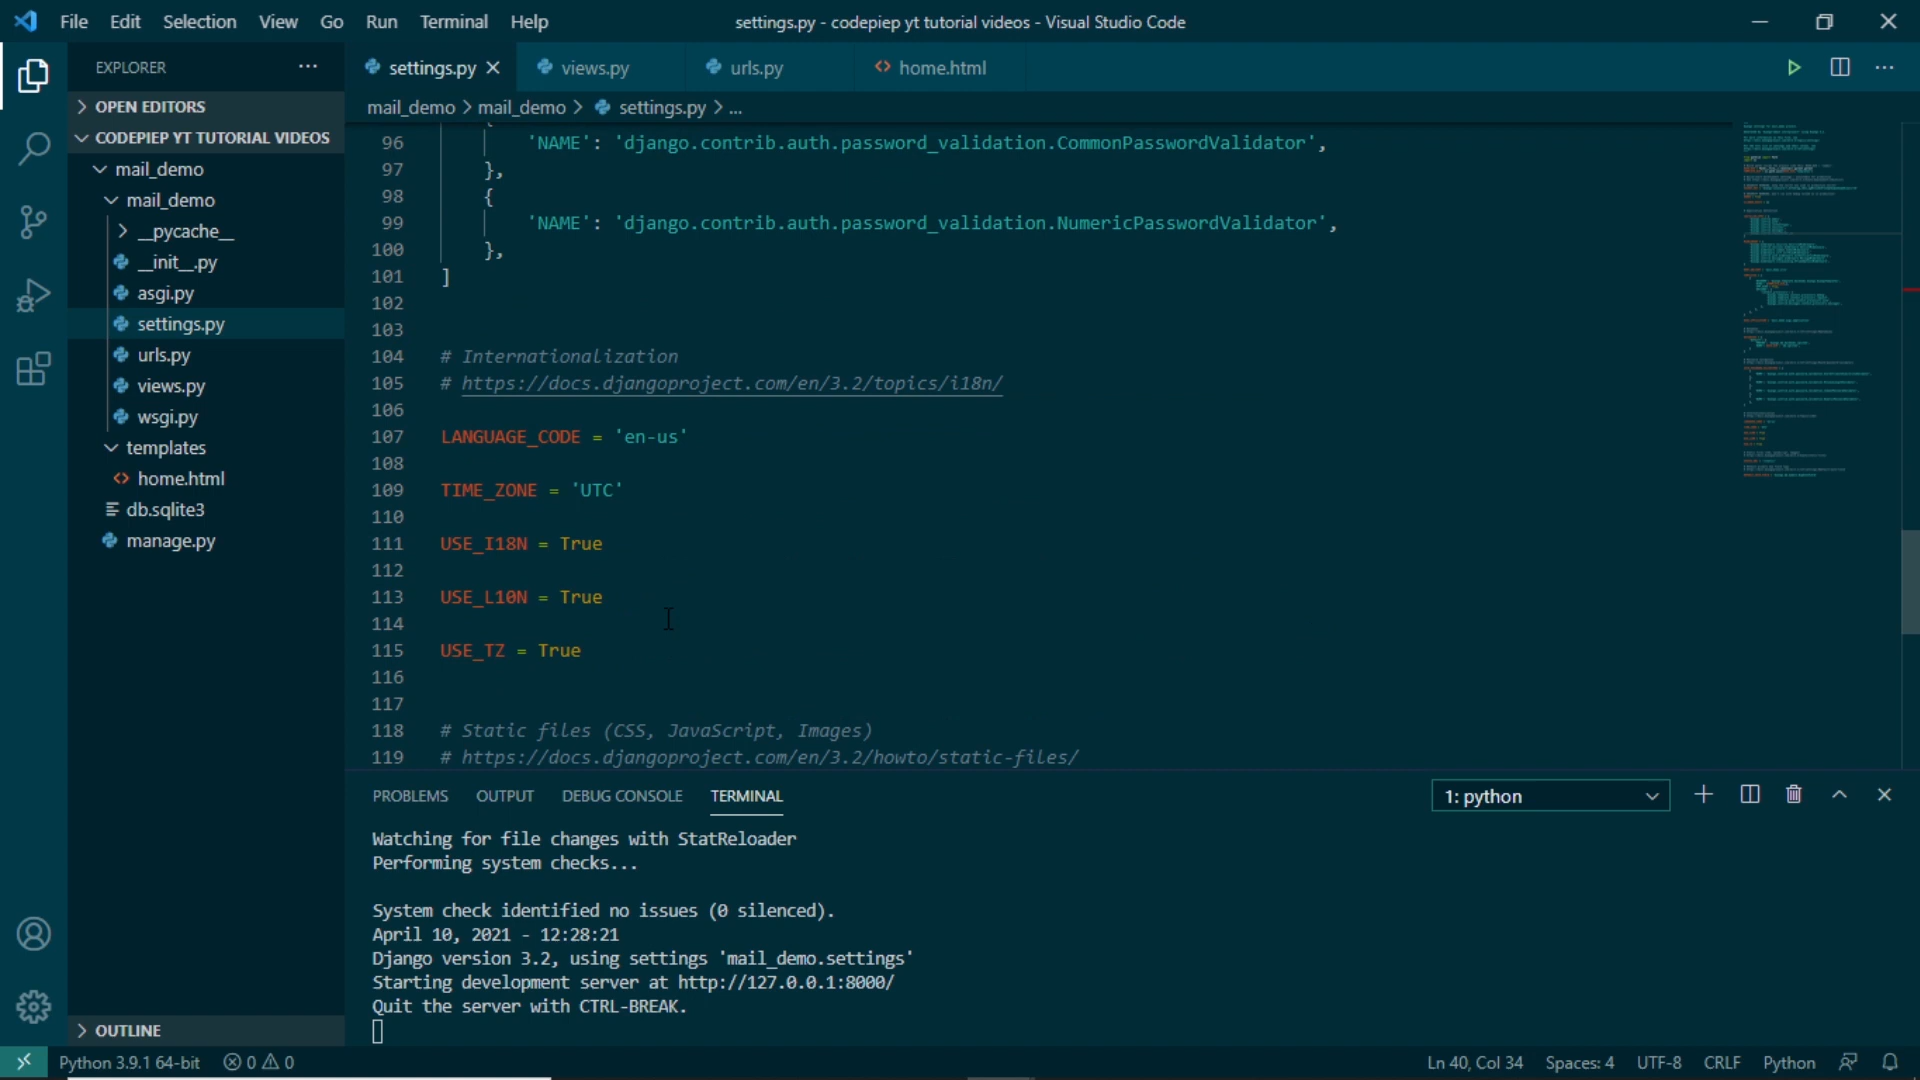 File Edit Selection View Go Run Terminal Help
settings.py - codepiep yt tutorial videos - Visual Studio Code
EXPLORER
OPEN EDITORS
CODEPIEP YT TUTORIAL VIDEOS
mail_demo
mail_demo
__pycache__
__init__.py
asgi.py
settings.py
urls.py
views.py
wsgi.py
templates
home.html
db.sqlite3
manage.py
OUTLINE
settings.py views.py urls.py home.html
mail_demo > mail_demo > settings.py > ...
96 'NAME': 'django.contrib.auth.password_validation.CommonPasswordValidator',
97 },
98 {
99 'NAME': 'django.contrib.auth.password_validation.NumericPasswordValidator',
100 },
101 ]
102
103
104 # Internationalization
105 # https://docs.djangoproject.com/en/3.2/topics/i18n/
106
107 LANGUAGE_CODE = 'en-us'
108
109 TIME_ZONE = 'UTC'
110
111 USE_I18N = True
112
113 USE_L10N = True
114
115 USE_TZ = True
116
117
118 # Static files (CSS, JavaScript, Images)
119 # https://docs.djangoproject.com/en/3.2/howto/static-files/
PROBLEMS OUTPUT DEBUG CONSOLE TERMINAL
1: python
Watching for file changes with StatReloader
Performing system checks...
System check identified no issues (0 silenced).
April 10, 2021 - 12:28:21
Django version 3.2, using settings 'mail_demo.settings'
Starting development server at http://127.0.0.1:8000/
Quit the server with CTRL-BREAK.
Python 3.9.1 64-bit 0 0
Ln 40, Col 34 Spaces: 4 UTF-8 CRLF Python